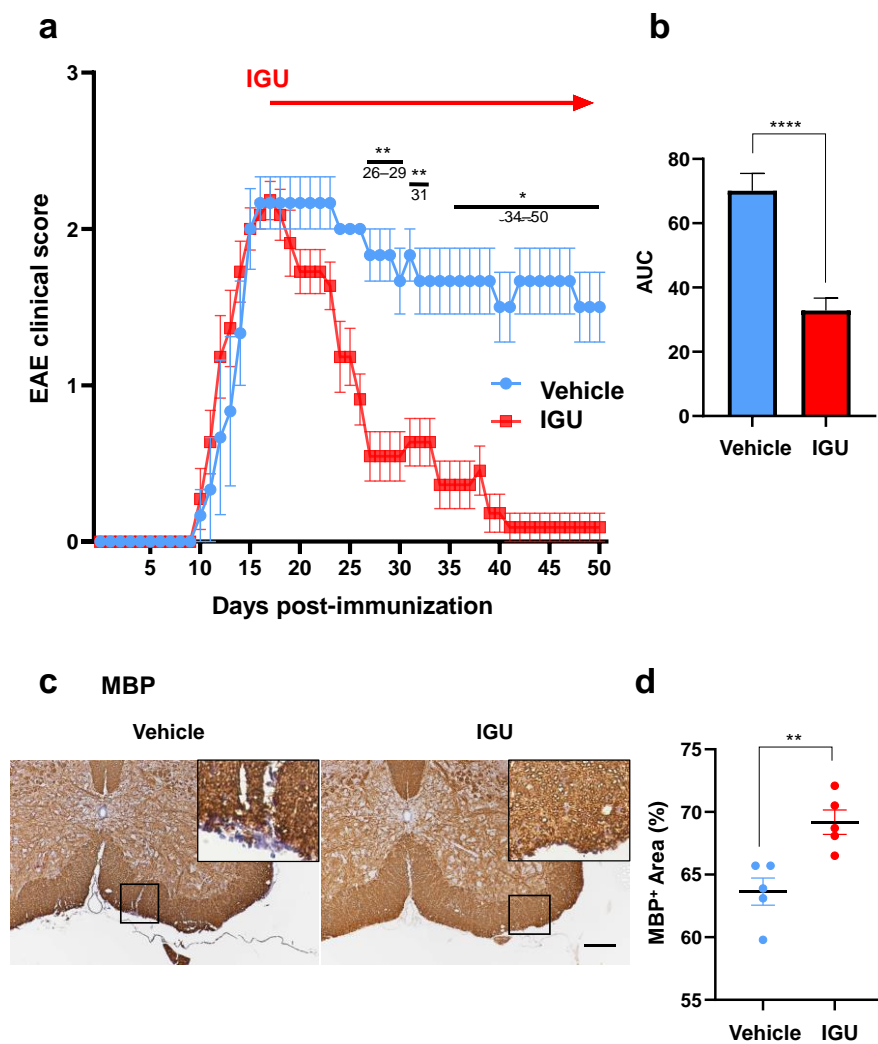 a
IGU
3
2
1
0
EAE clinical score
**
26–29
**
31
*
34–50
Vehicle
IGU
5 10 15 20 25 30 35 40 45 50
Days post-immunization
b
****
80
60
40
20
0
AUC
Vehicle IGU
c MBP
Vehicle IGU
d
**
75
70
65
60
55
MBP⁺ Area (%)
Vehicle IGU